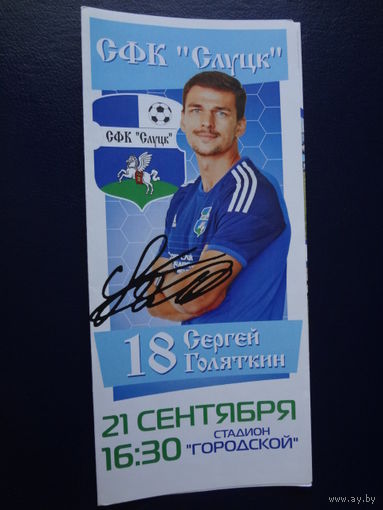 СФК "Слуцк"
СФК "Слуцк"
18 Сергей
Голяткин
21 СЕНТЯБРЯ
16:30 СТАДИОН
"ГОРОДСКОЙ"
www.ay.by